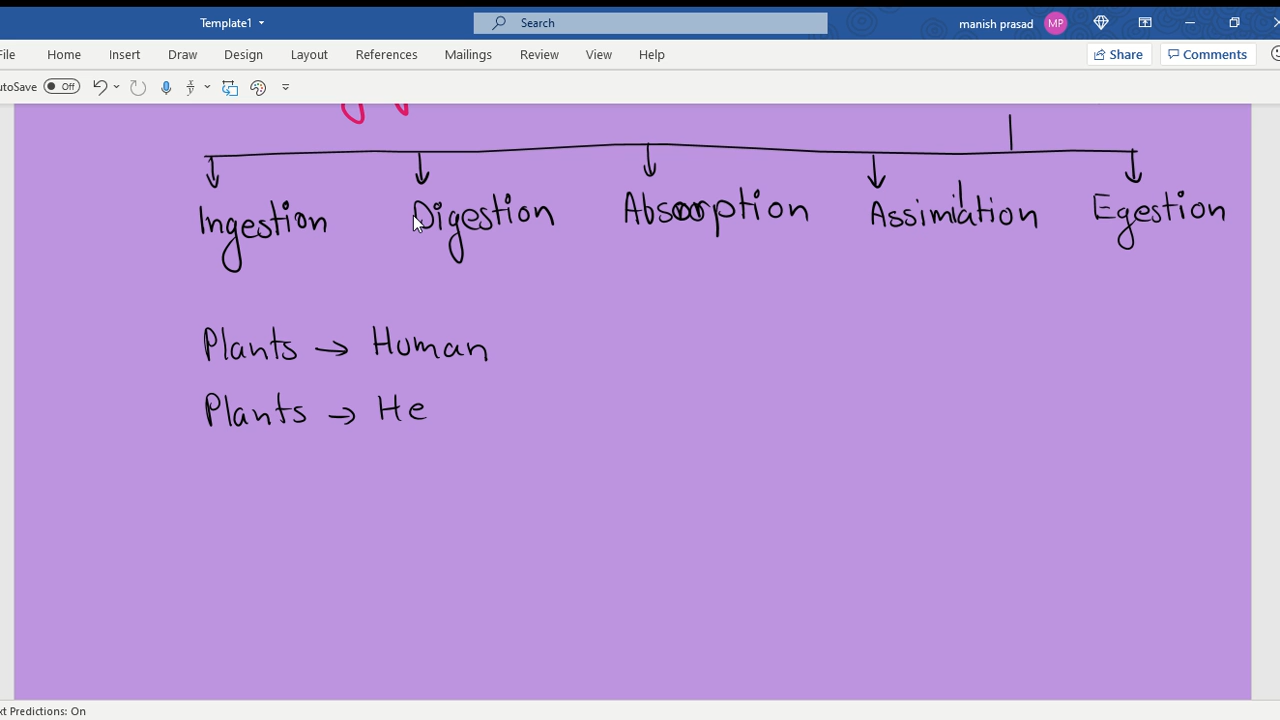 Template1
Search
manish prasad MP
File Home Insert Draw Design Layout References Mailings Review View Help Share Comments
AutoSave Off
Ingestion Digestion Absorption Assimilation Egestion
Plants → Human
Plants → He
xt Predictions: On